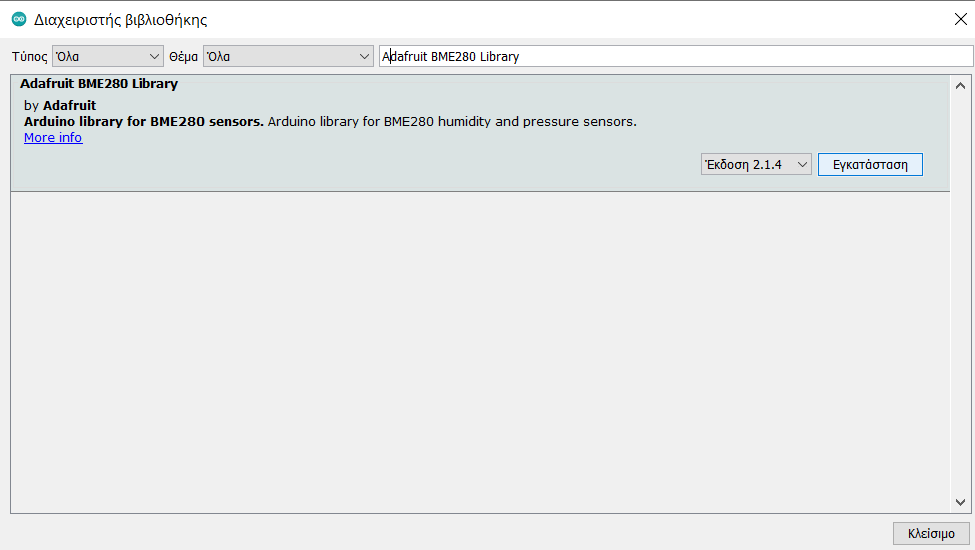 Διαχειριστής βιβλιοθήκης
Τύπος Όλα Θέμα Όλα Adafruit BME280 Library
Adafruit BME280 Library
by Adafruit
Arduino library for BME280 sensors. Arduino library for BME280 humidity and pressure sensors.
More info
Έκδοση 2.1.4 Εγκατάσταση
Κλείσιμο